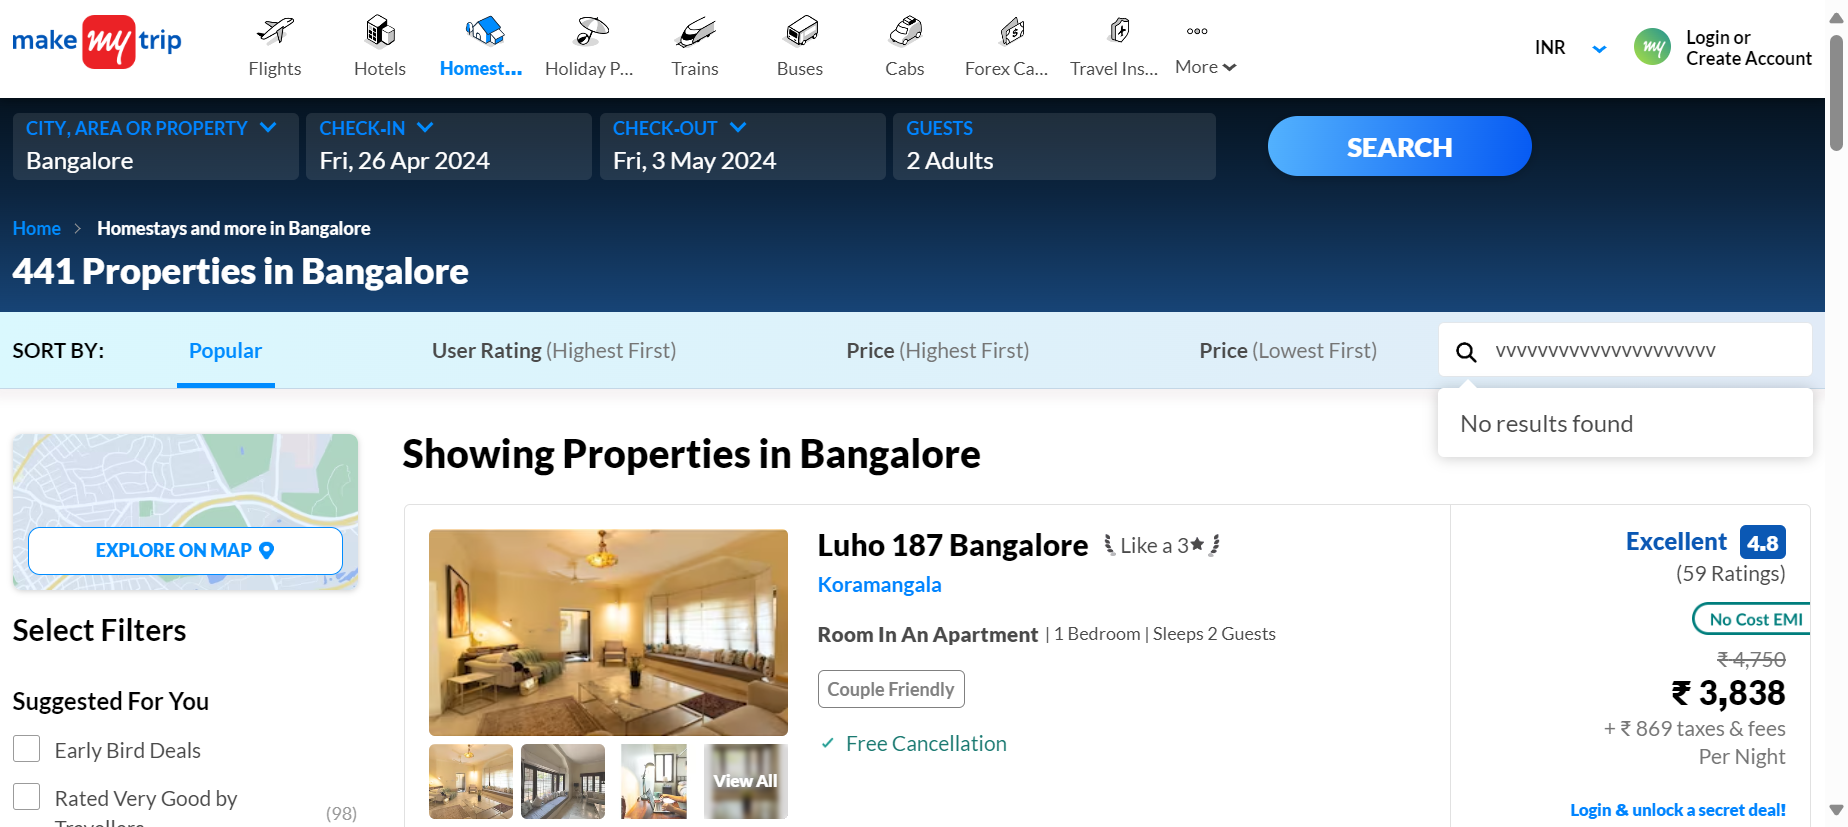 make my trip
Flights
Hotels
Homest...
Holiday P...
Trains
Buses
Cabs
Forex Ca...
Travel Ins...
More
INR
my
Login or
Create Account
CITY, AREA OR PROPERTY
Bangalore
CHECK-IN
Fri, 26 Apr 2024
CHECK-OUT
Fri, 3 May 2024
GUESTS
2 Adults
SEARCH
Home > Homestays and more in Bangalore
441 Properties in Bangalore
SORT BY:
Popular
User Rating (Highest First)
Price (Highest First)
Price (Lowest First)
vvvvvvvvvvvvvvvvvvvvv
No results found
EXPLORE ON MAP
Select Filters
Suggested For You
Early Bird Deals
Rated Very Good by
Travellers
(98)
Showing Properties in Bangalore
Luho 187 Bangalore
Like a 3★
Koramangala
Room In An Apartment | 1 Bedroom | Sleeps 2 Guests
Couple Friendly
✓ Free Cancellation
View All
Excellent 4.8
(59 Ratings)
No Cost EMI
₹ 4,750
₹ 3,838
+ ₹ 869 taxes & fees
Per Night
Login & unlock a secret deal!